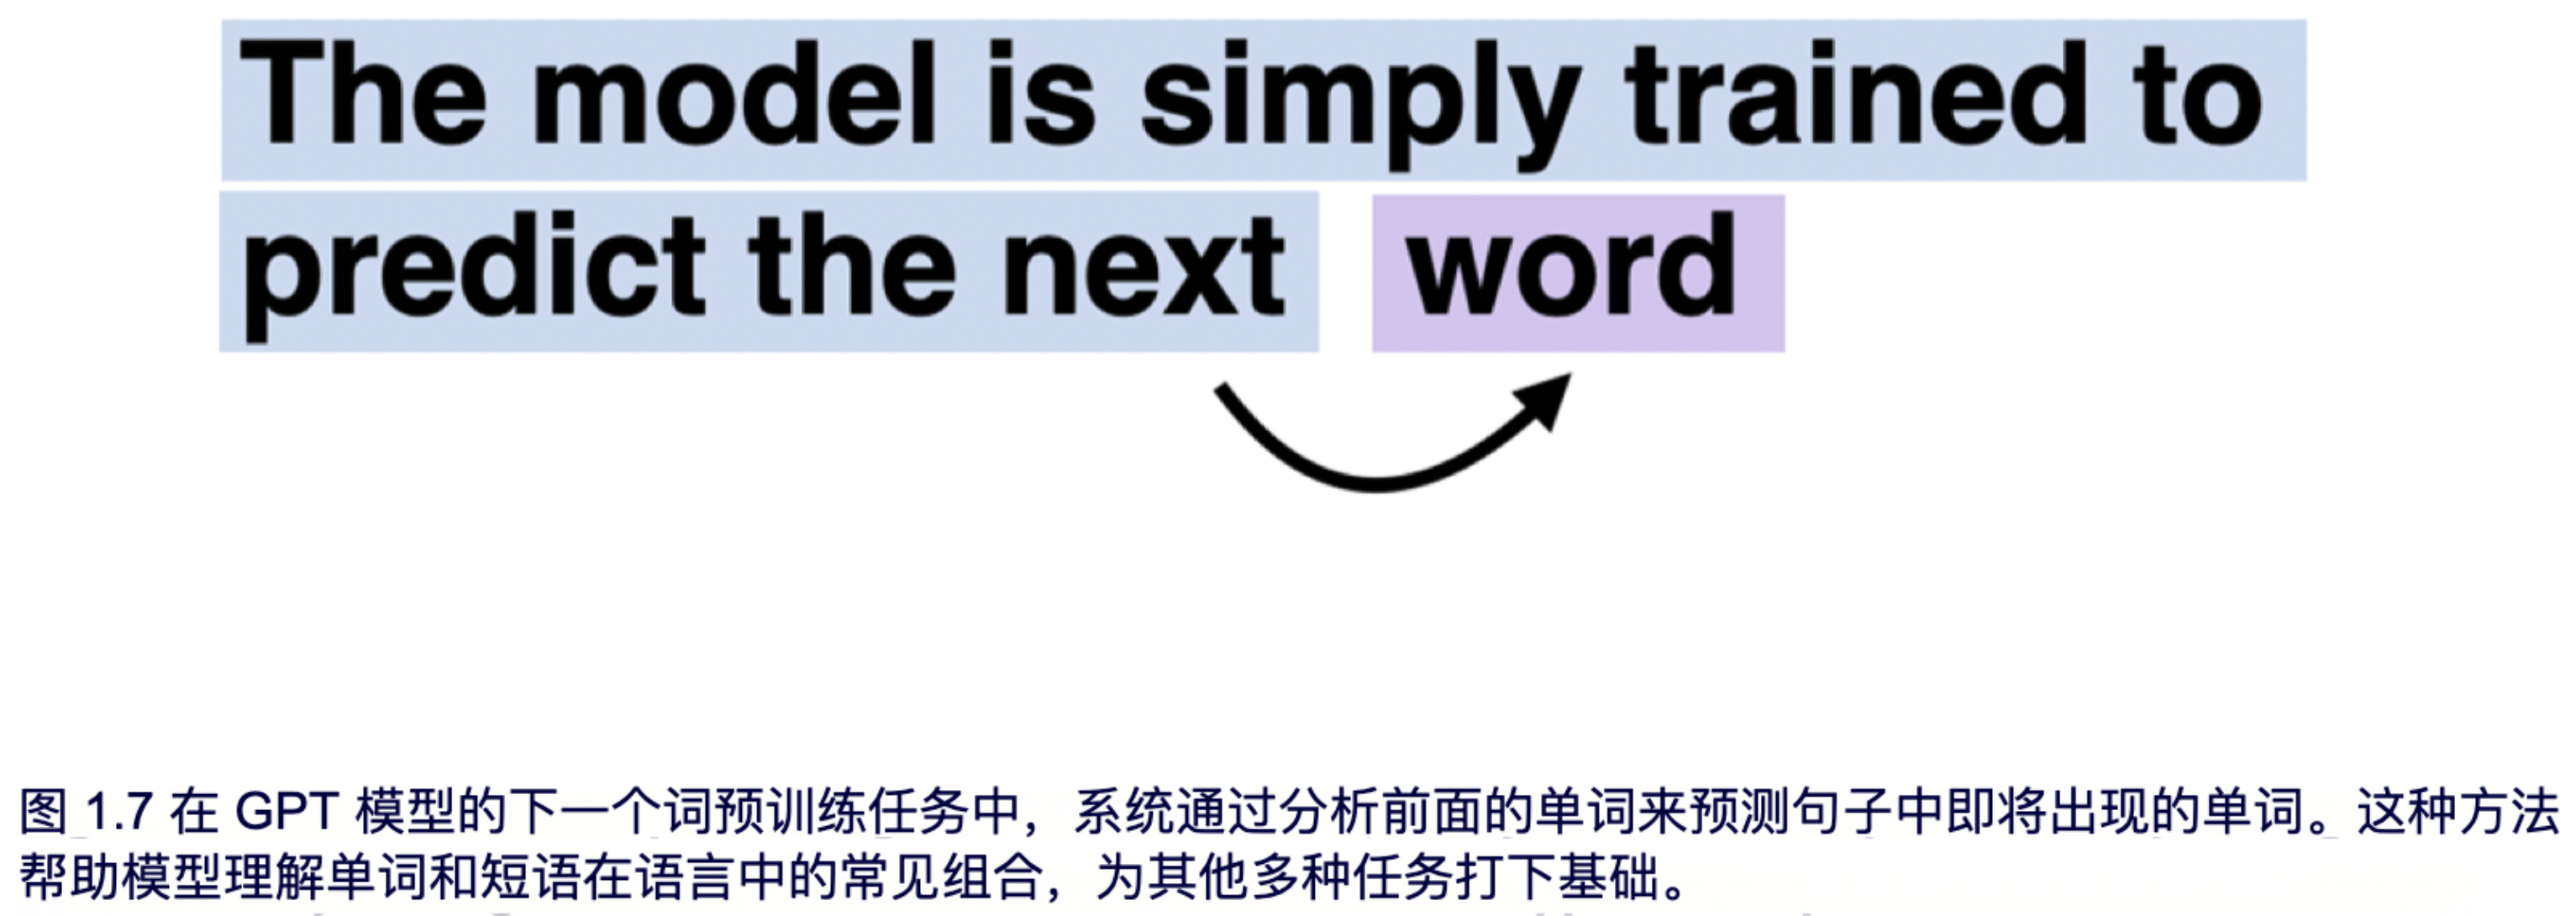 The model is simply trained to
predict the next word
图 1.7 在 GPT 模型的下一个词预训练任务中，系统通过分析前面的单词来预测句子中即将出现的单词。这种方法
帮助模型理解单词和短语在语言中的常见组合，为其他多种任务打下基础。